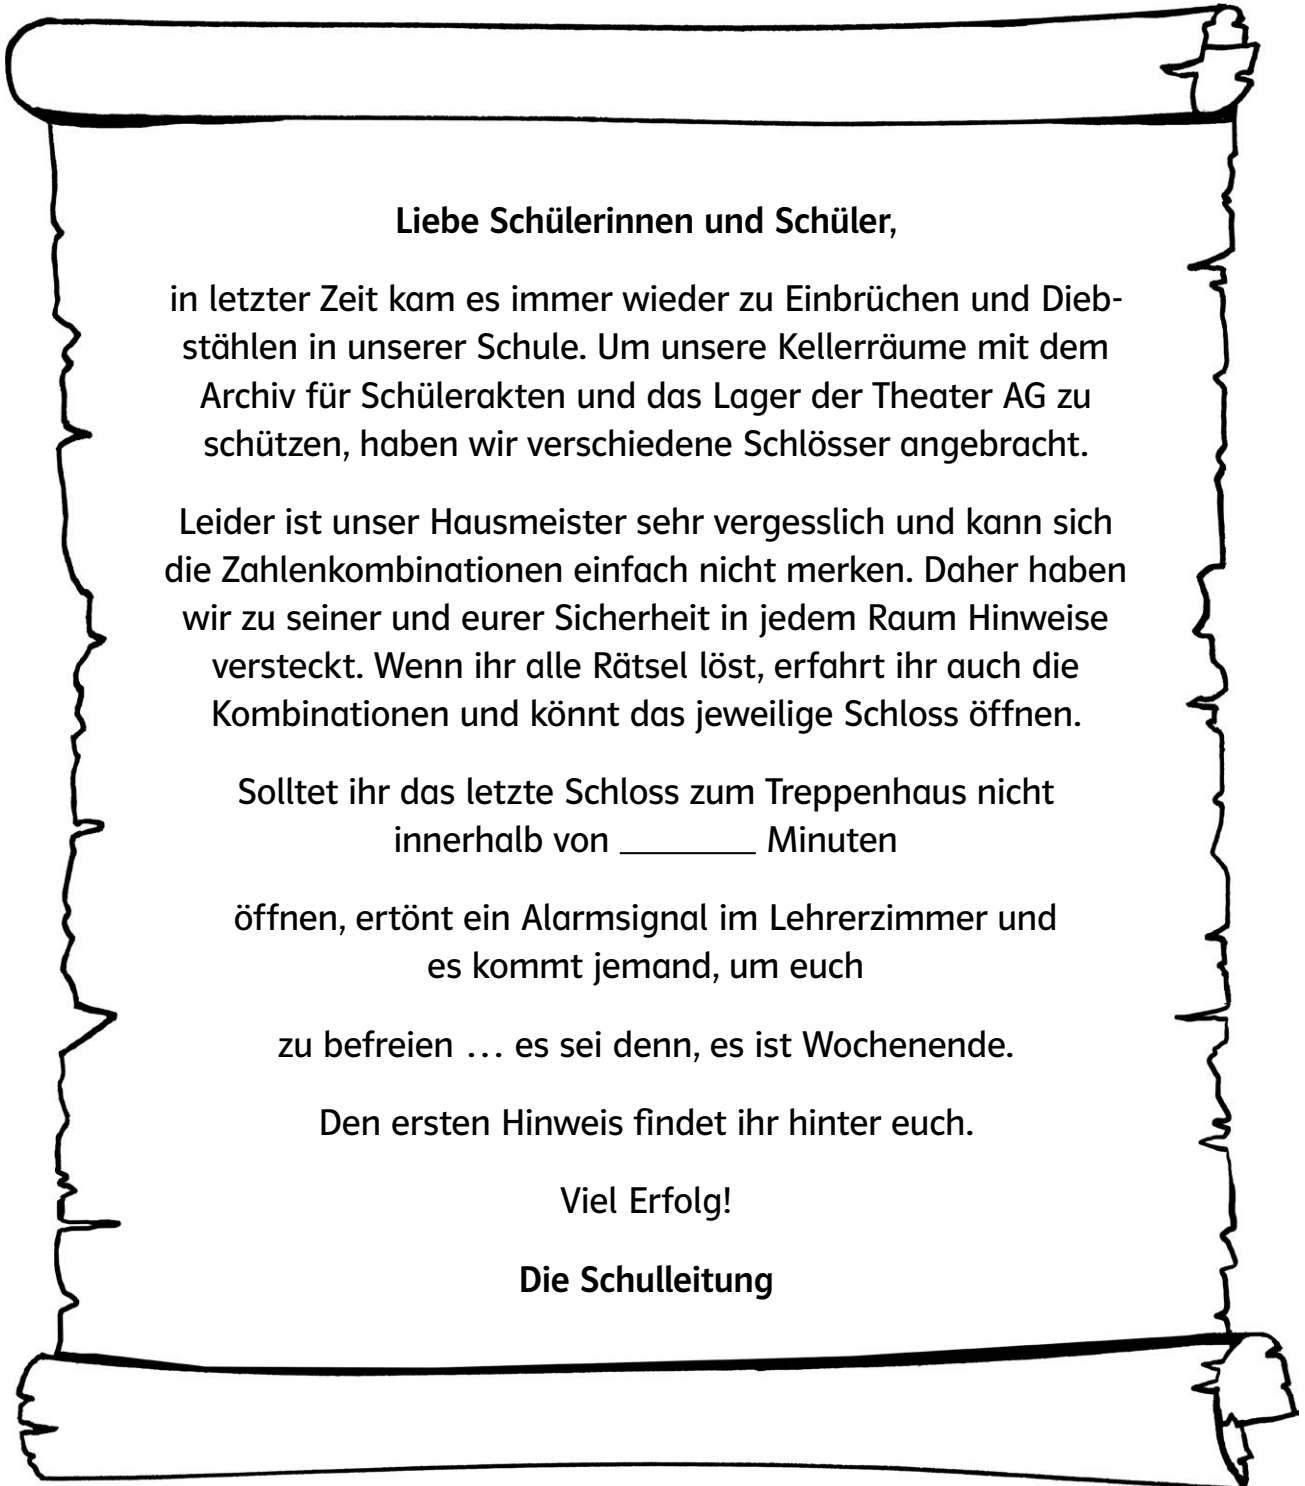 Liebe Schülerinnen und Schüler,
in letzter Zeit kam es immer wieder zu Einbrüchen und Dieb-
stählen in unserer Schule. Um unsere Kellerräume mit dem
Archiv für Schülerakten und das Lager der Theater AG zu
schützen, haben wir verschiedene Schlösser angebracht.
Leider ist unser Hausmeister sehr vergesslich und kann sich
die Zahlenkombinationen einfach nicht merken. Daher haben
wir zu seiner und eurer Sicherheit in jedem Raum Hinweise
versteckt. Wenn ihr alle Rätsel löst, erfahrt ihr auch die
Kombinationen und könnt das jeweilige Schloss öffnen.
Solltet ihr das letzte Schloss zum Treppenhaus nicht
innerhalb von _______ Minuten
öffnen, ertönt ein Alarmsignal im Lehrerzimmer und
es kommt jemand, um euch
zu befreien … es sei denn, es ist Wochenende.
Den ersten Hinweis findet ihr hinter euch.
Viel Erfolg!
Die Schulleitung